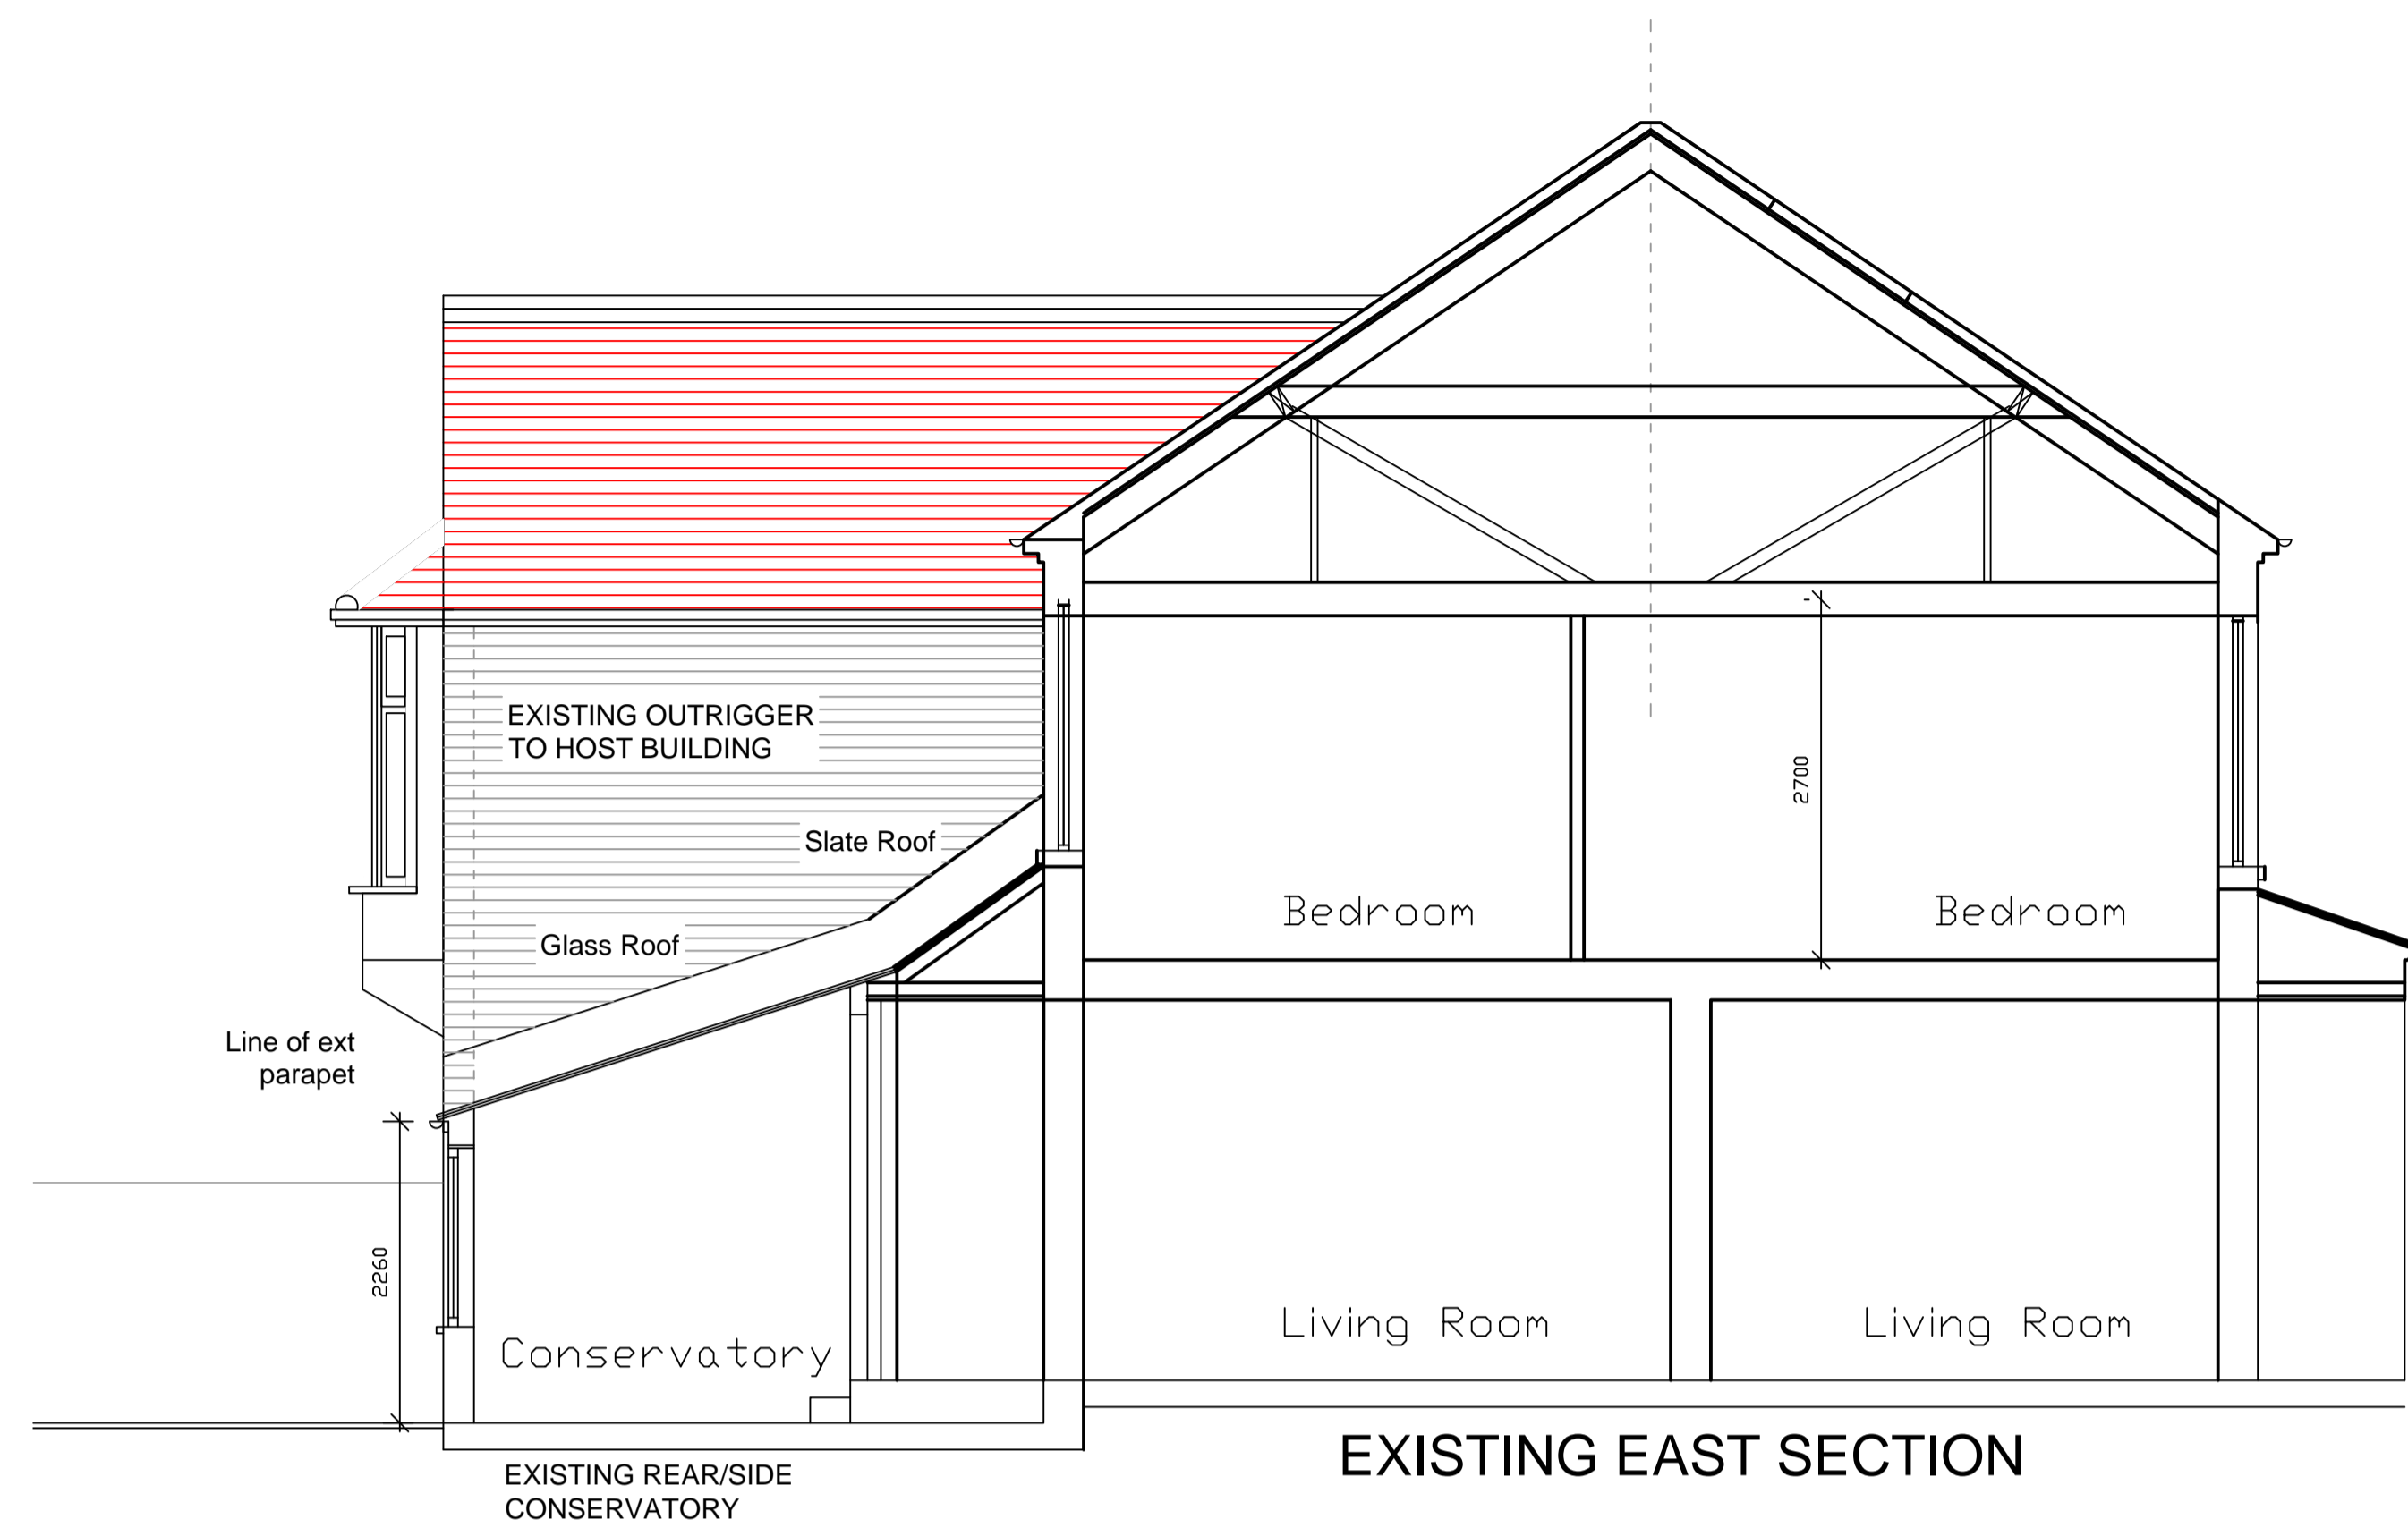 EXISTING OUTRIGGER
TO HOST BUILDING
2700
Slate Roof
Bedroom
Bedroom
Glass Roof
Line of ext
parapet
2260
Living Room
Living Room
Conservatory
EXISTING EAST SECTION
EXISTING REAR/SIDE
CONSERVATORY